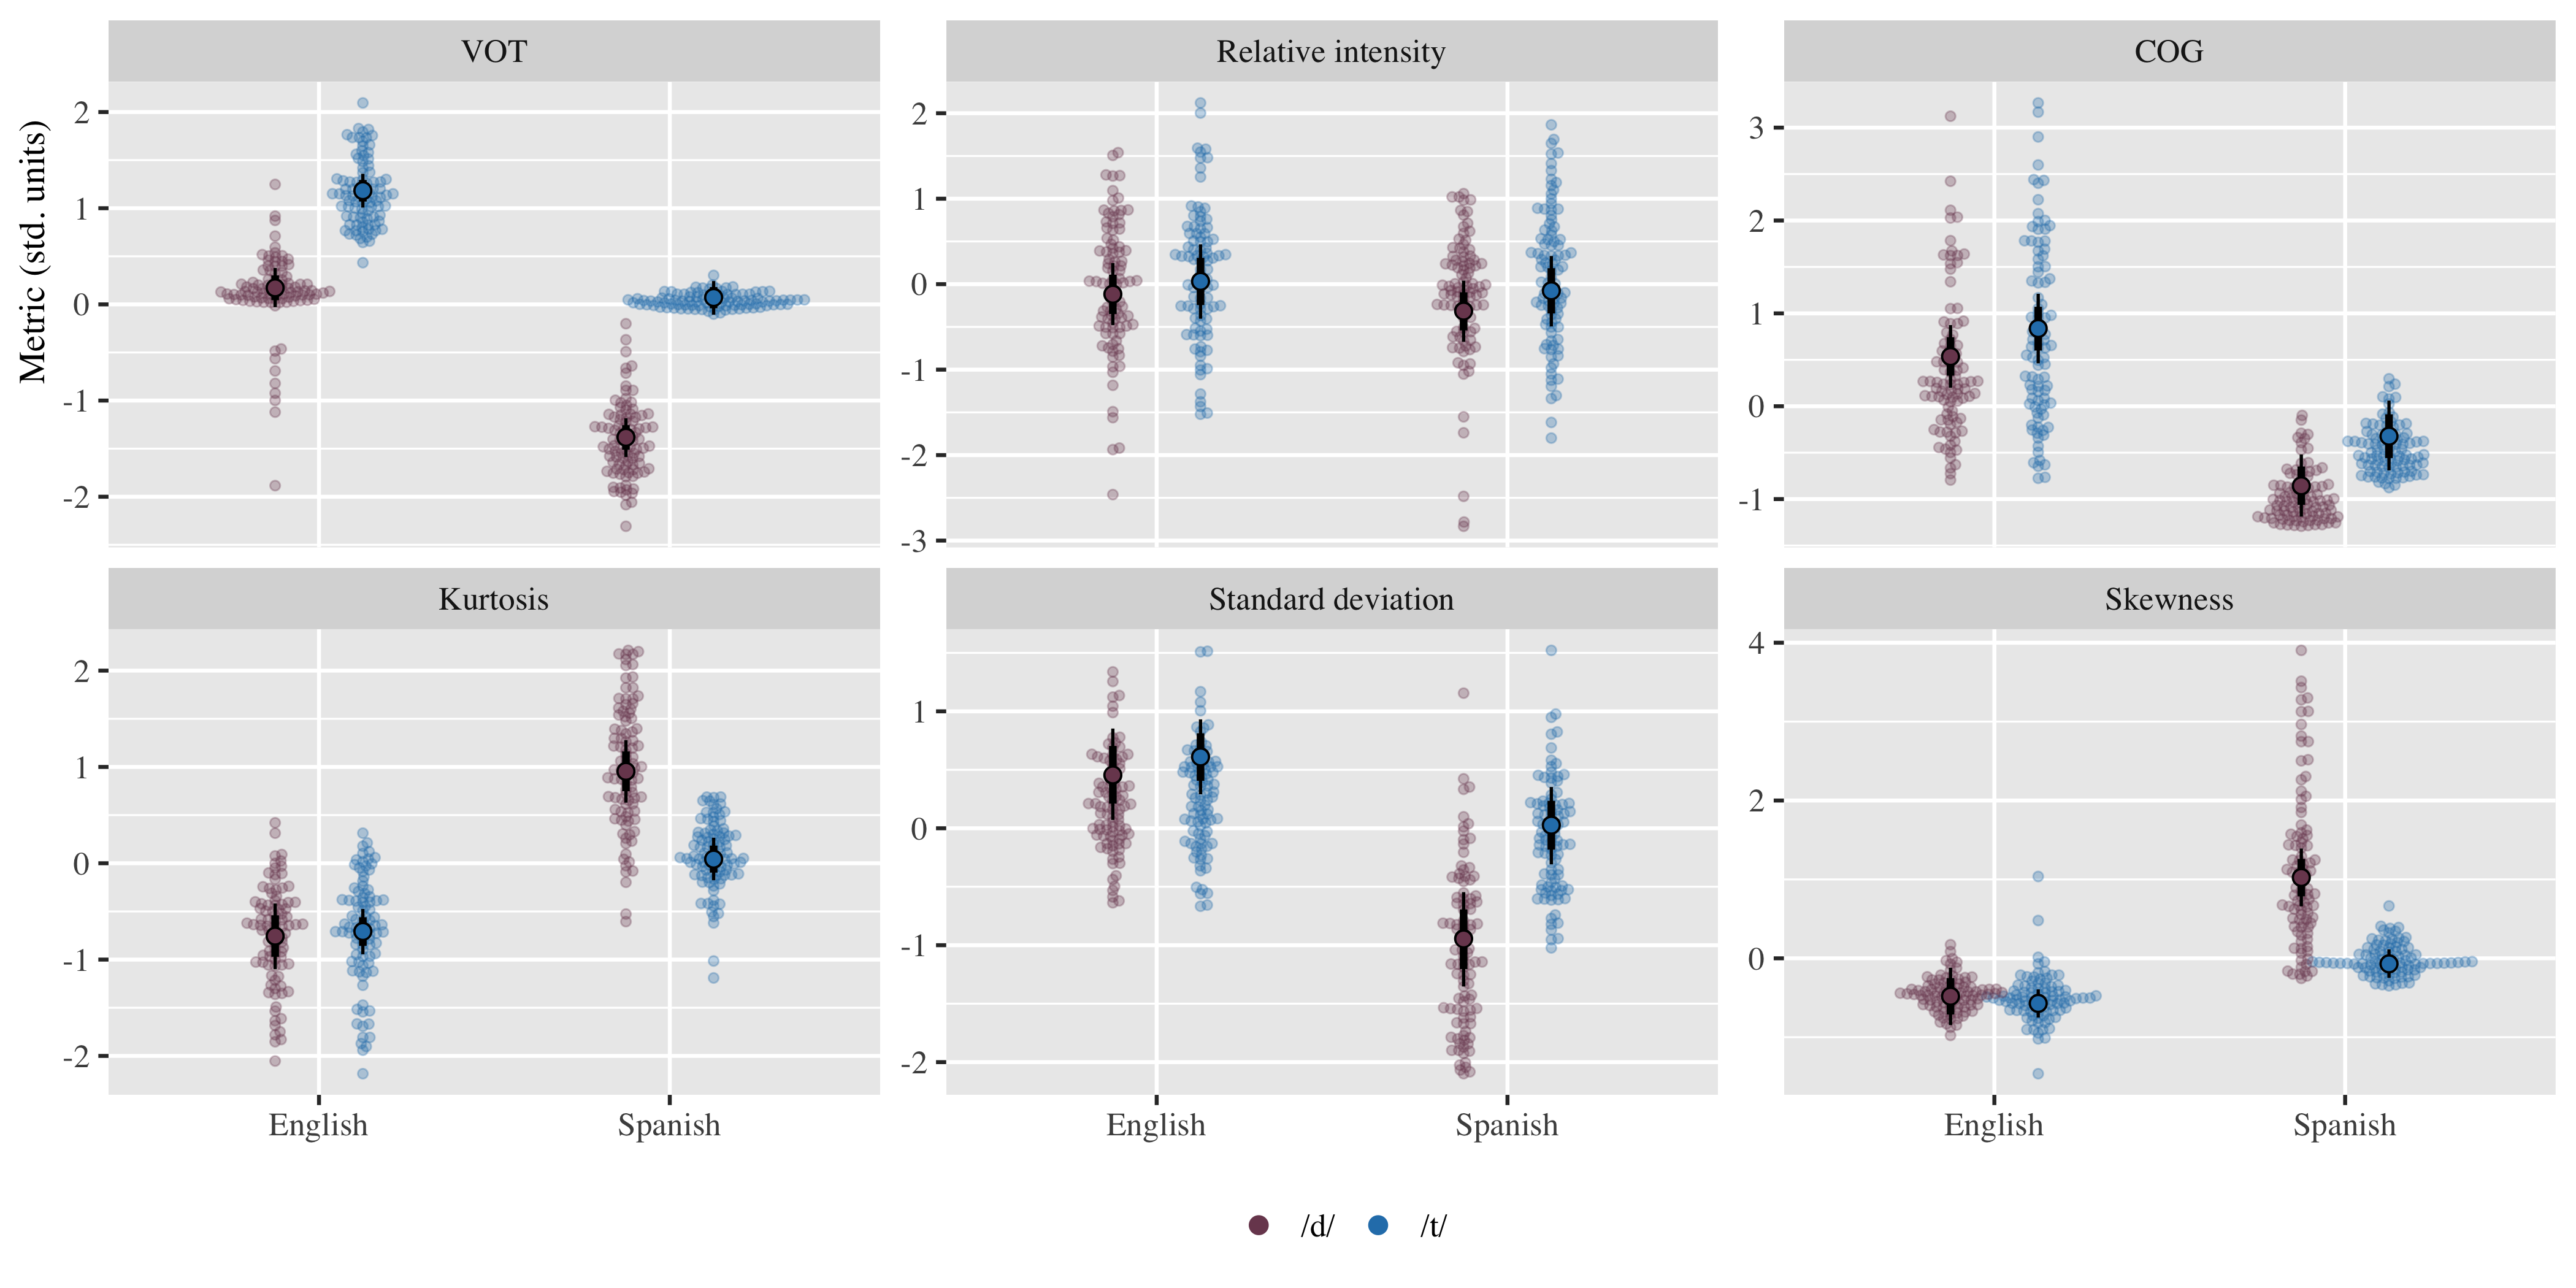 VOT
Relative intensity
COG
Metric (std. units)
2
1
0
-1
-2
2
1
0
-1
-2
-3
3
2
1
0
-1
Kurtosis
Standard deviation
Skewness
2
1
0
-1
-2
1
0
-1
-2
4
2
0
English Spanish
English Spanish
English Spanish
/d/ /t/